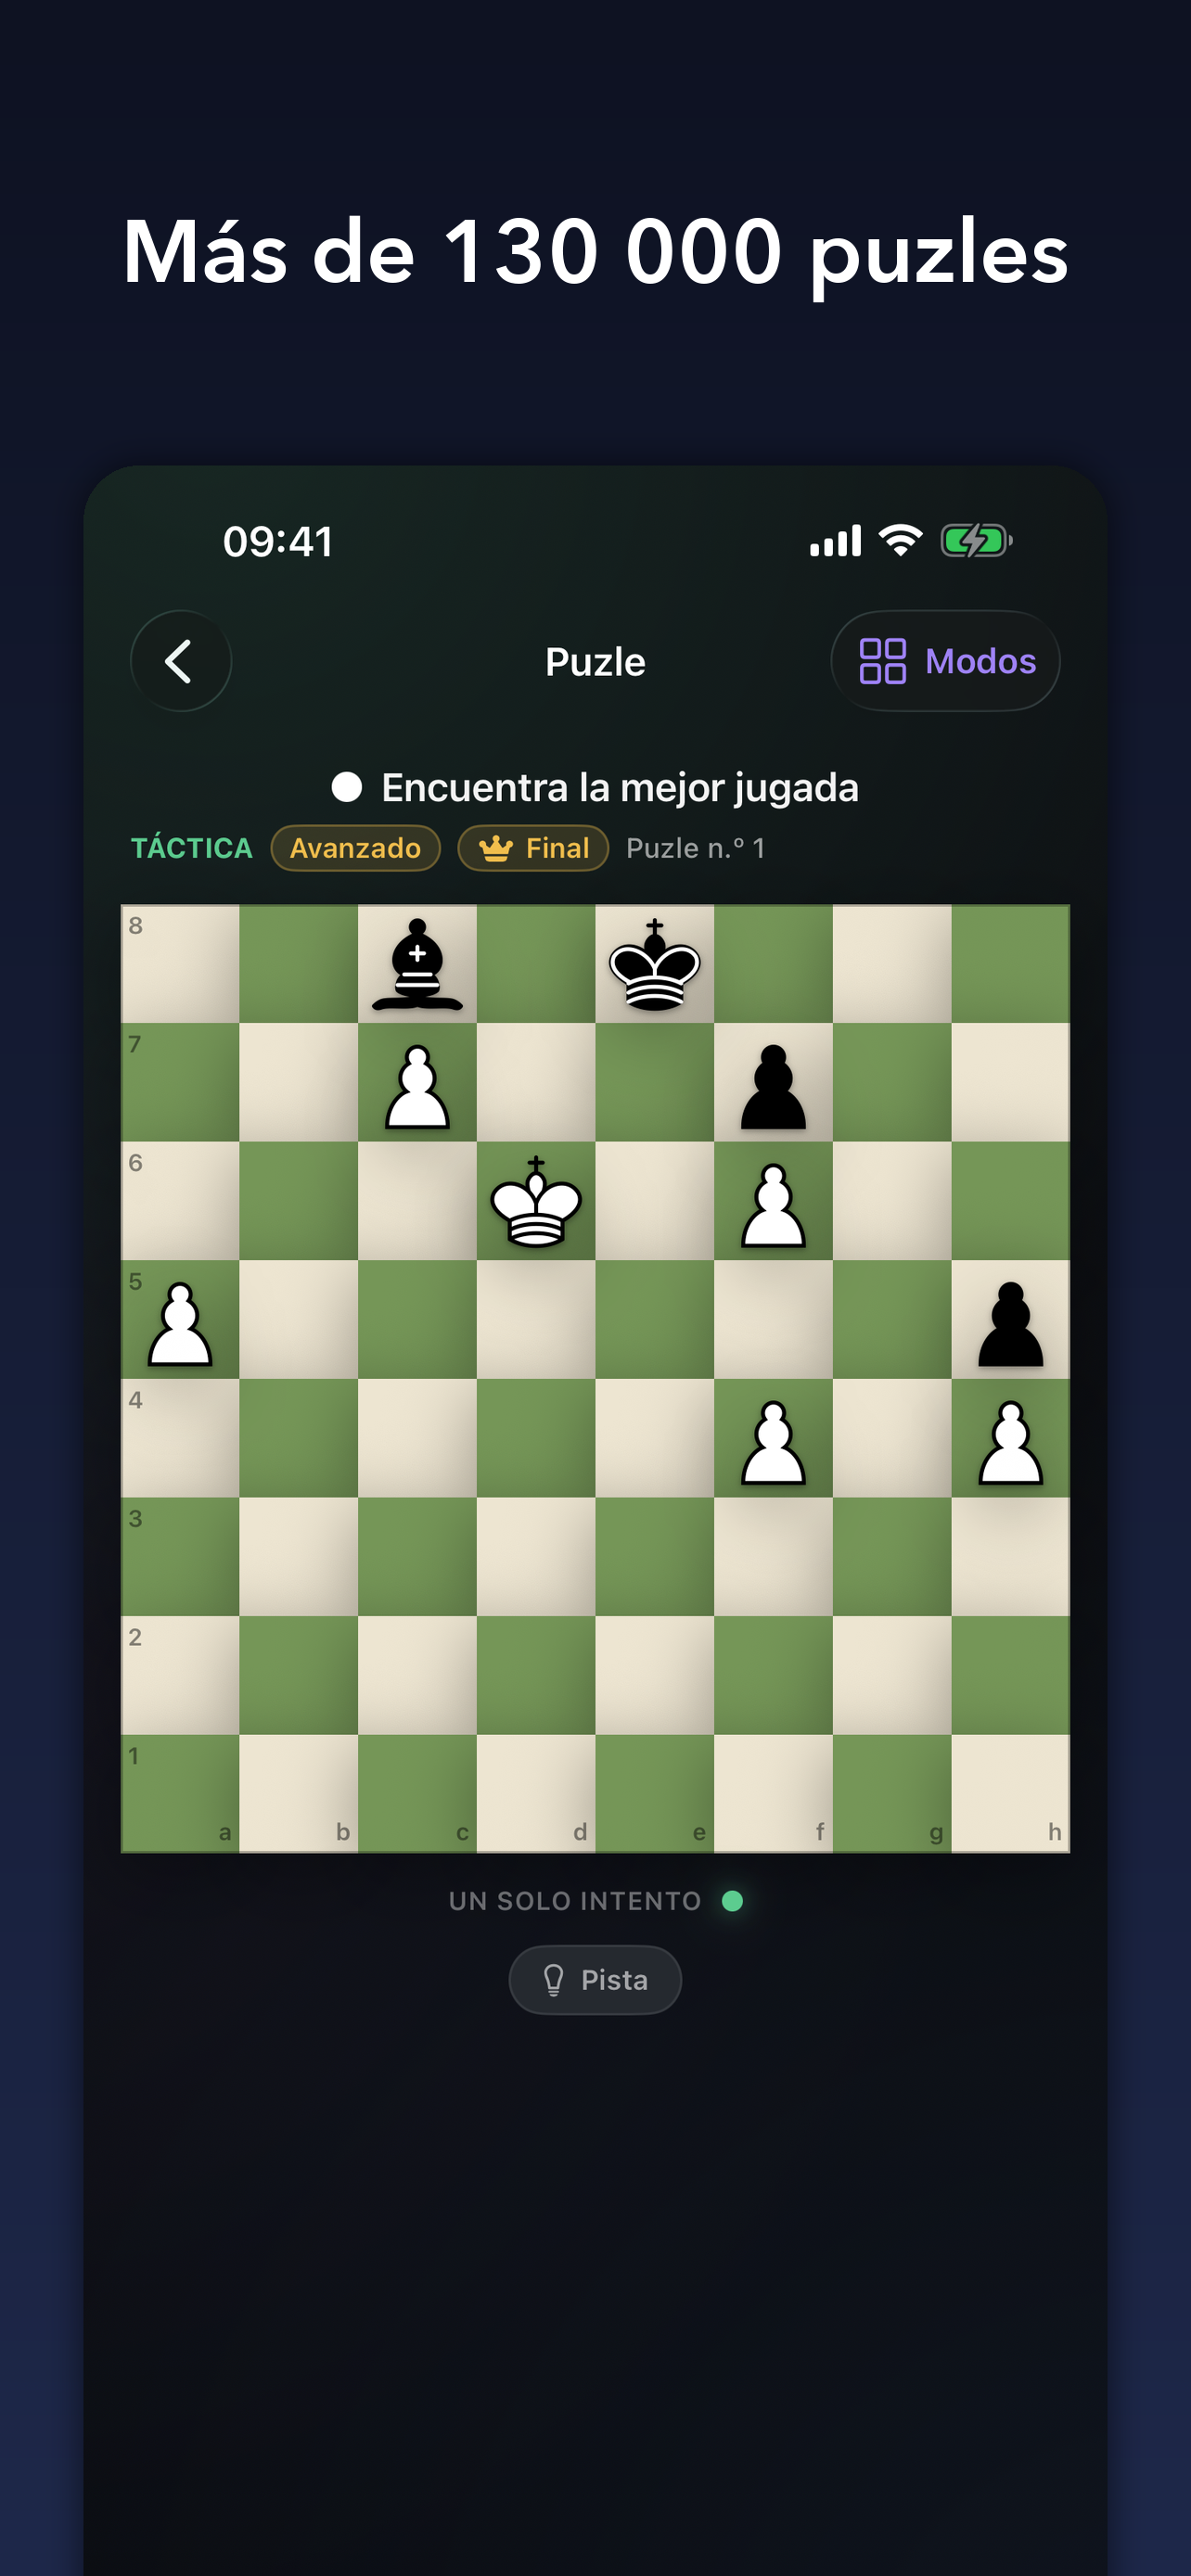 Más de 130 000 puzles
09:41
Puzle
Modos
Encuentra la mejor jugada
TÁCTICA Avanzado Final Puzle n.º 1
8
7
6
5
4
3
2
1
a b c d e f g h
UN SOLO INTENTO
Pista